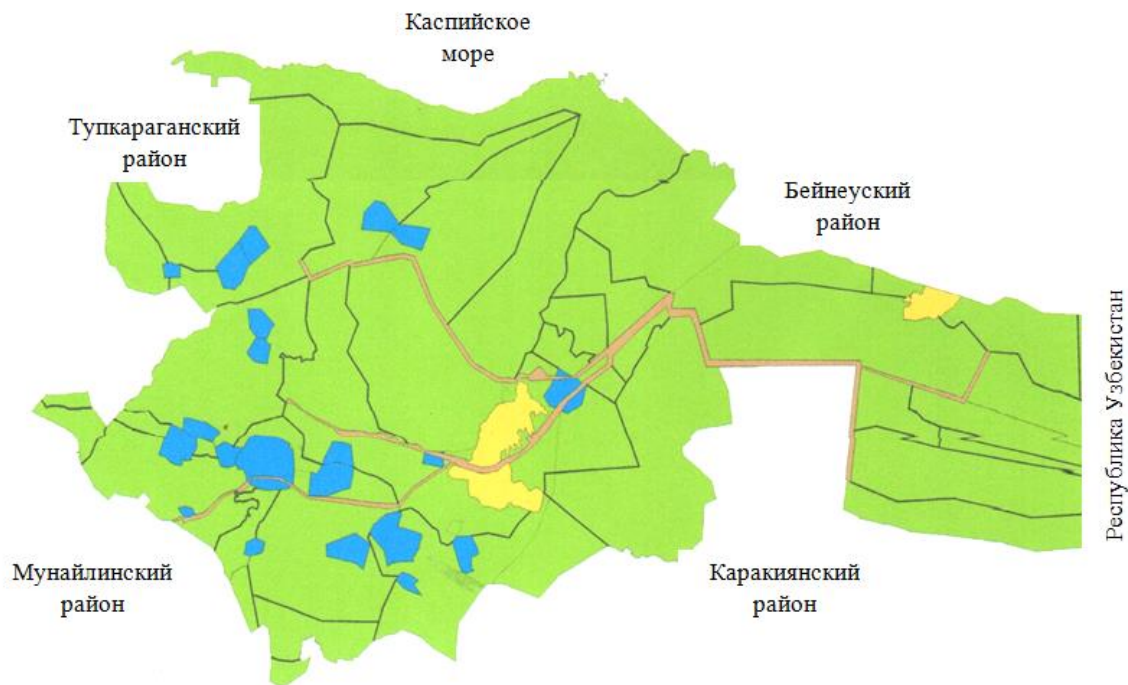 Каспийское
море
Тупкараганский
район
Бейнеуский
район
Республика Узбекистан
Мунайлинский
район
Каракиянский
район